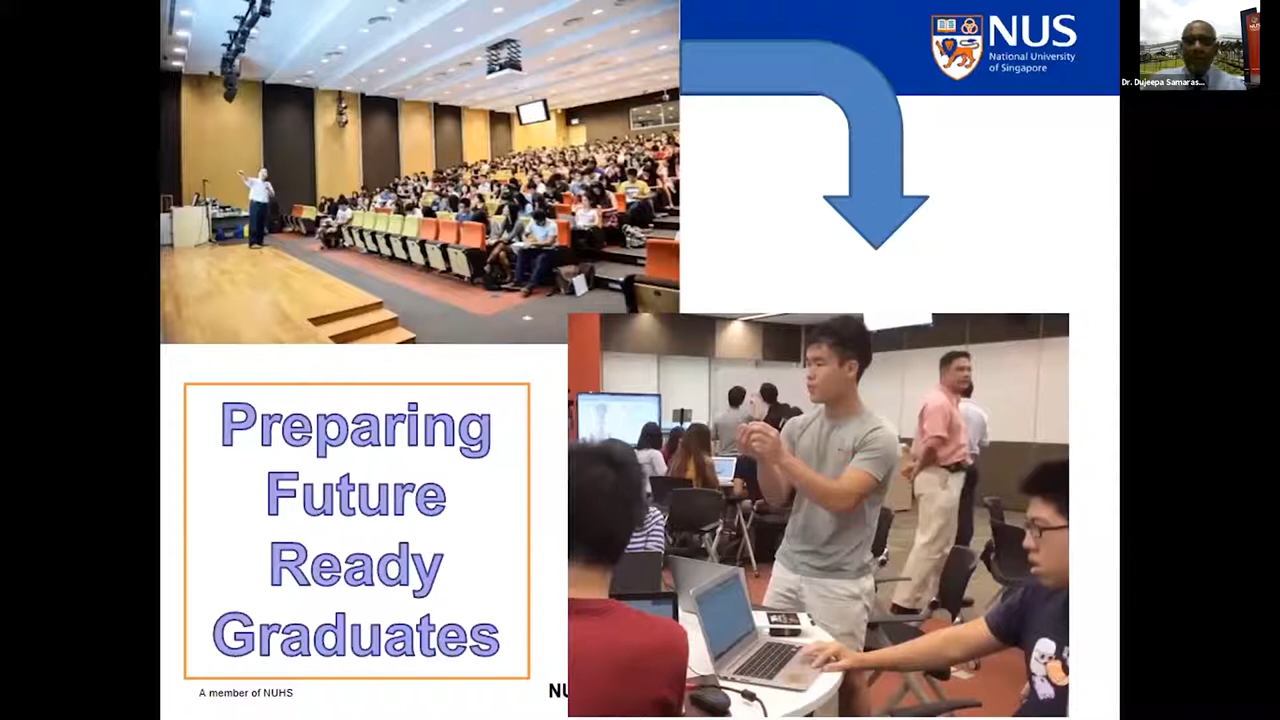 NUS
National University
of Singapore
Dr. Dujeepa Samaras...
Preparing
Future
Ready
Graduates
A member of NUHS
NU